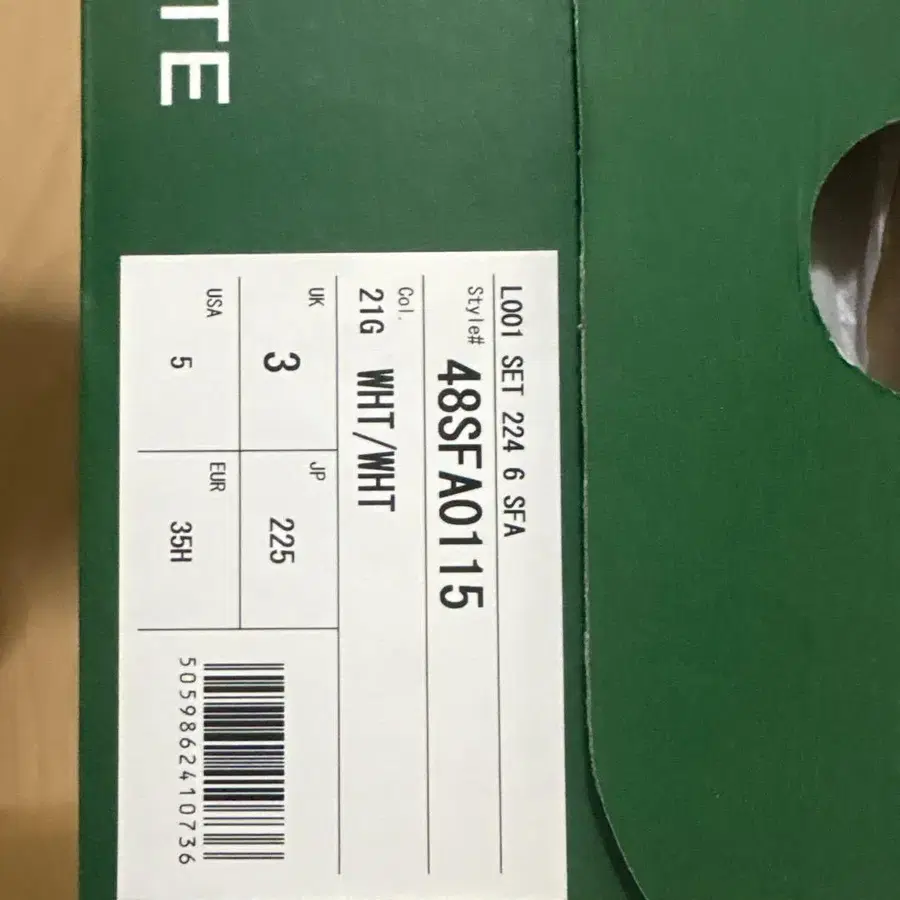 TE
L001 SET 224 6 SFA
Style# 48SFA0115
Col.
21G WHT/WHT
UK 3
JP 225
USA 5
EUR 35H
5059862410736